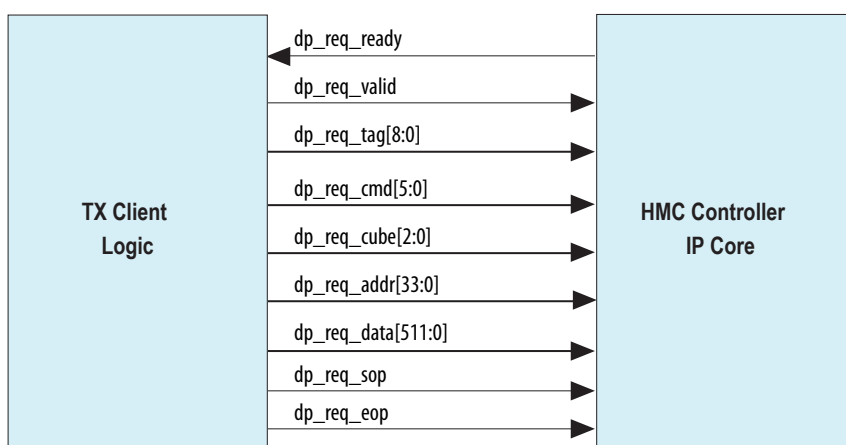 dp_req_ready
dp_req_valid
dp_req_tag[8:0]
dp_req_cmd[5:0]
dp_req_cube[2:0]
dp_req_addr[33:0]
dp_req_data[511:0]
dp_req_sop
dp_req_eop
TX Client
Logic
HMC Controller
IP Core